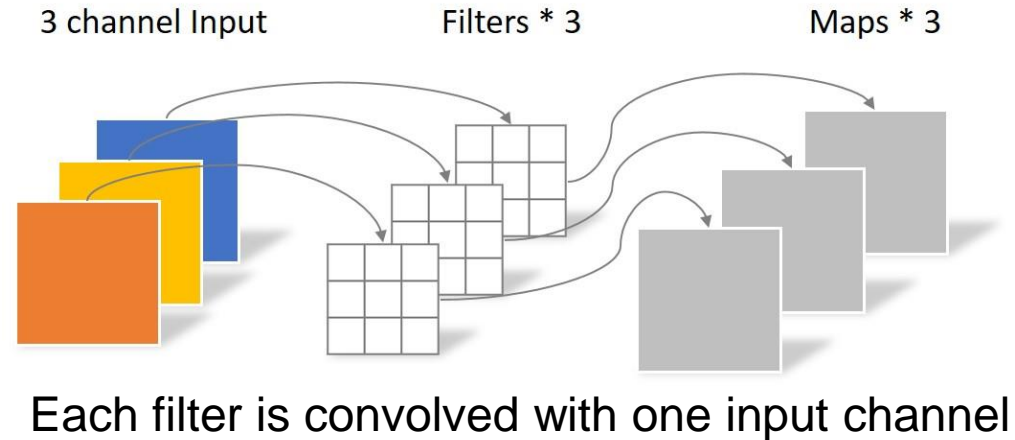 3 channel Input Filters * 3 Maps * 3
Each filter is convolved with one input channel